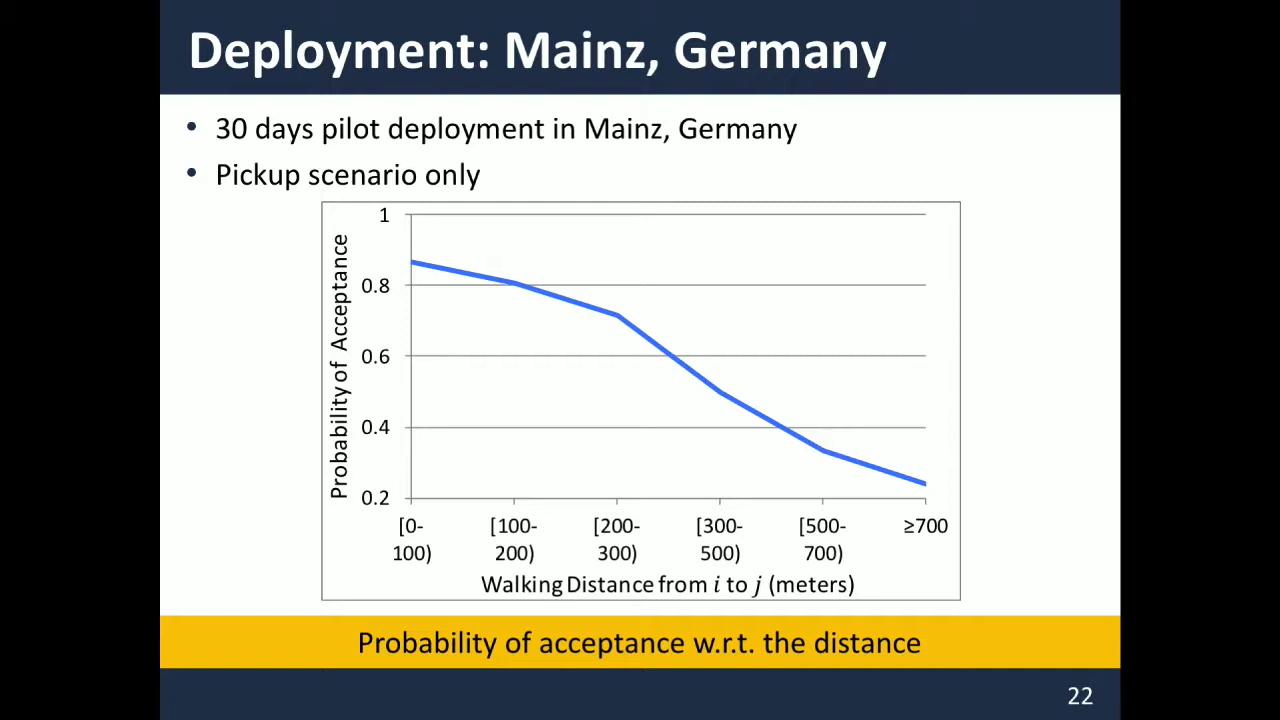 Deployment: Mainz, Germany
• 30 days pilot deployment in Mainz, Germany
• Pickup scenario only
Probability of Acceptance
1
0.8
0.6
0.4
0.2
[0-
100)
[100-
200)
[200-
300)
[300-
500)
[500-
700)
≥700
Walking Distance from i to j (meters)
Probability of acceptance w.r.t. the distance
22